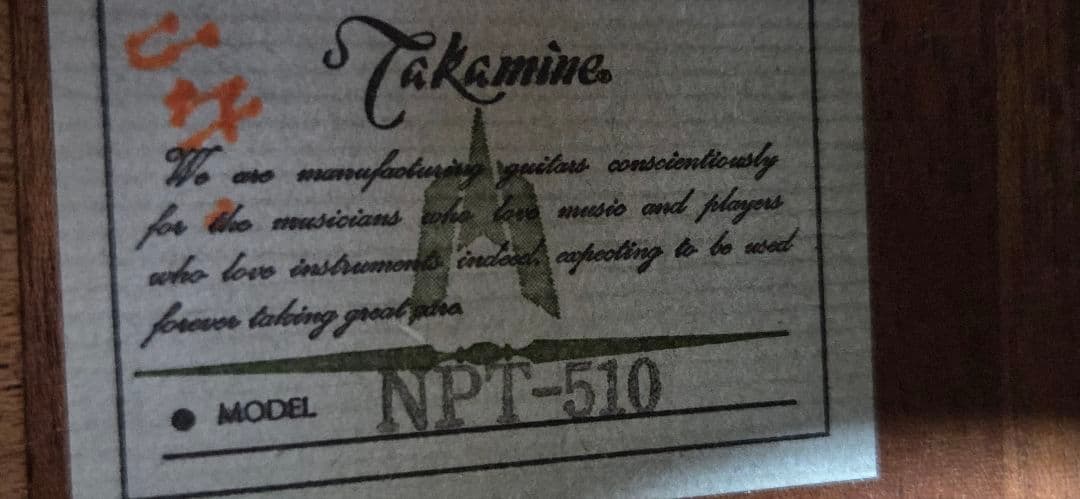 Takamine®
We are manufacturing guitars conscientiously
for the musicians who love music and players
who love instruments indeed, expecting to be used
forever taking great care.
● MODEL NPT-510